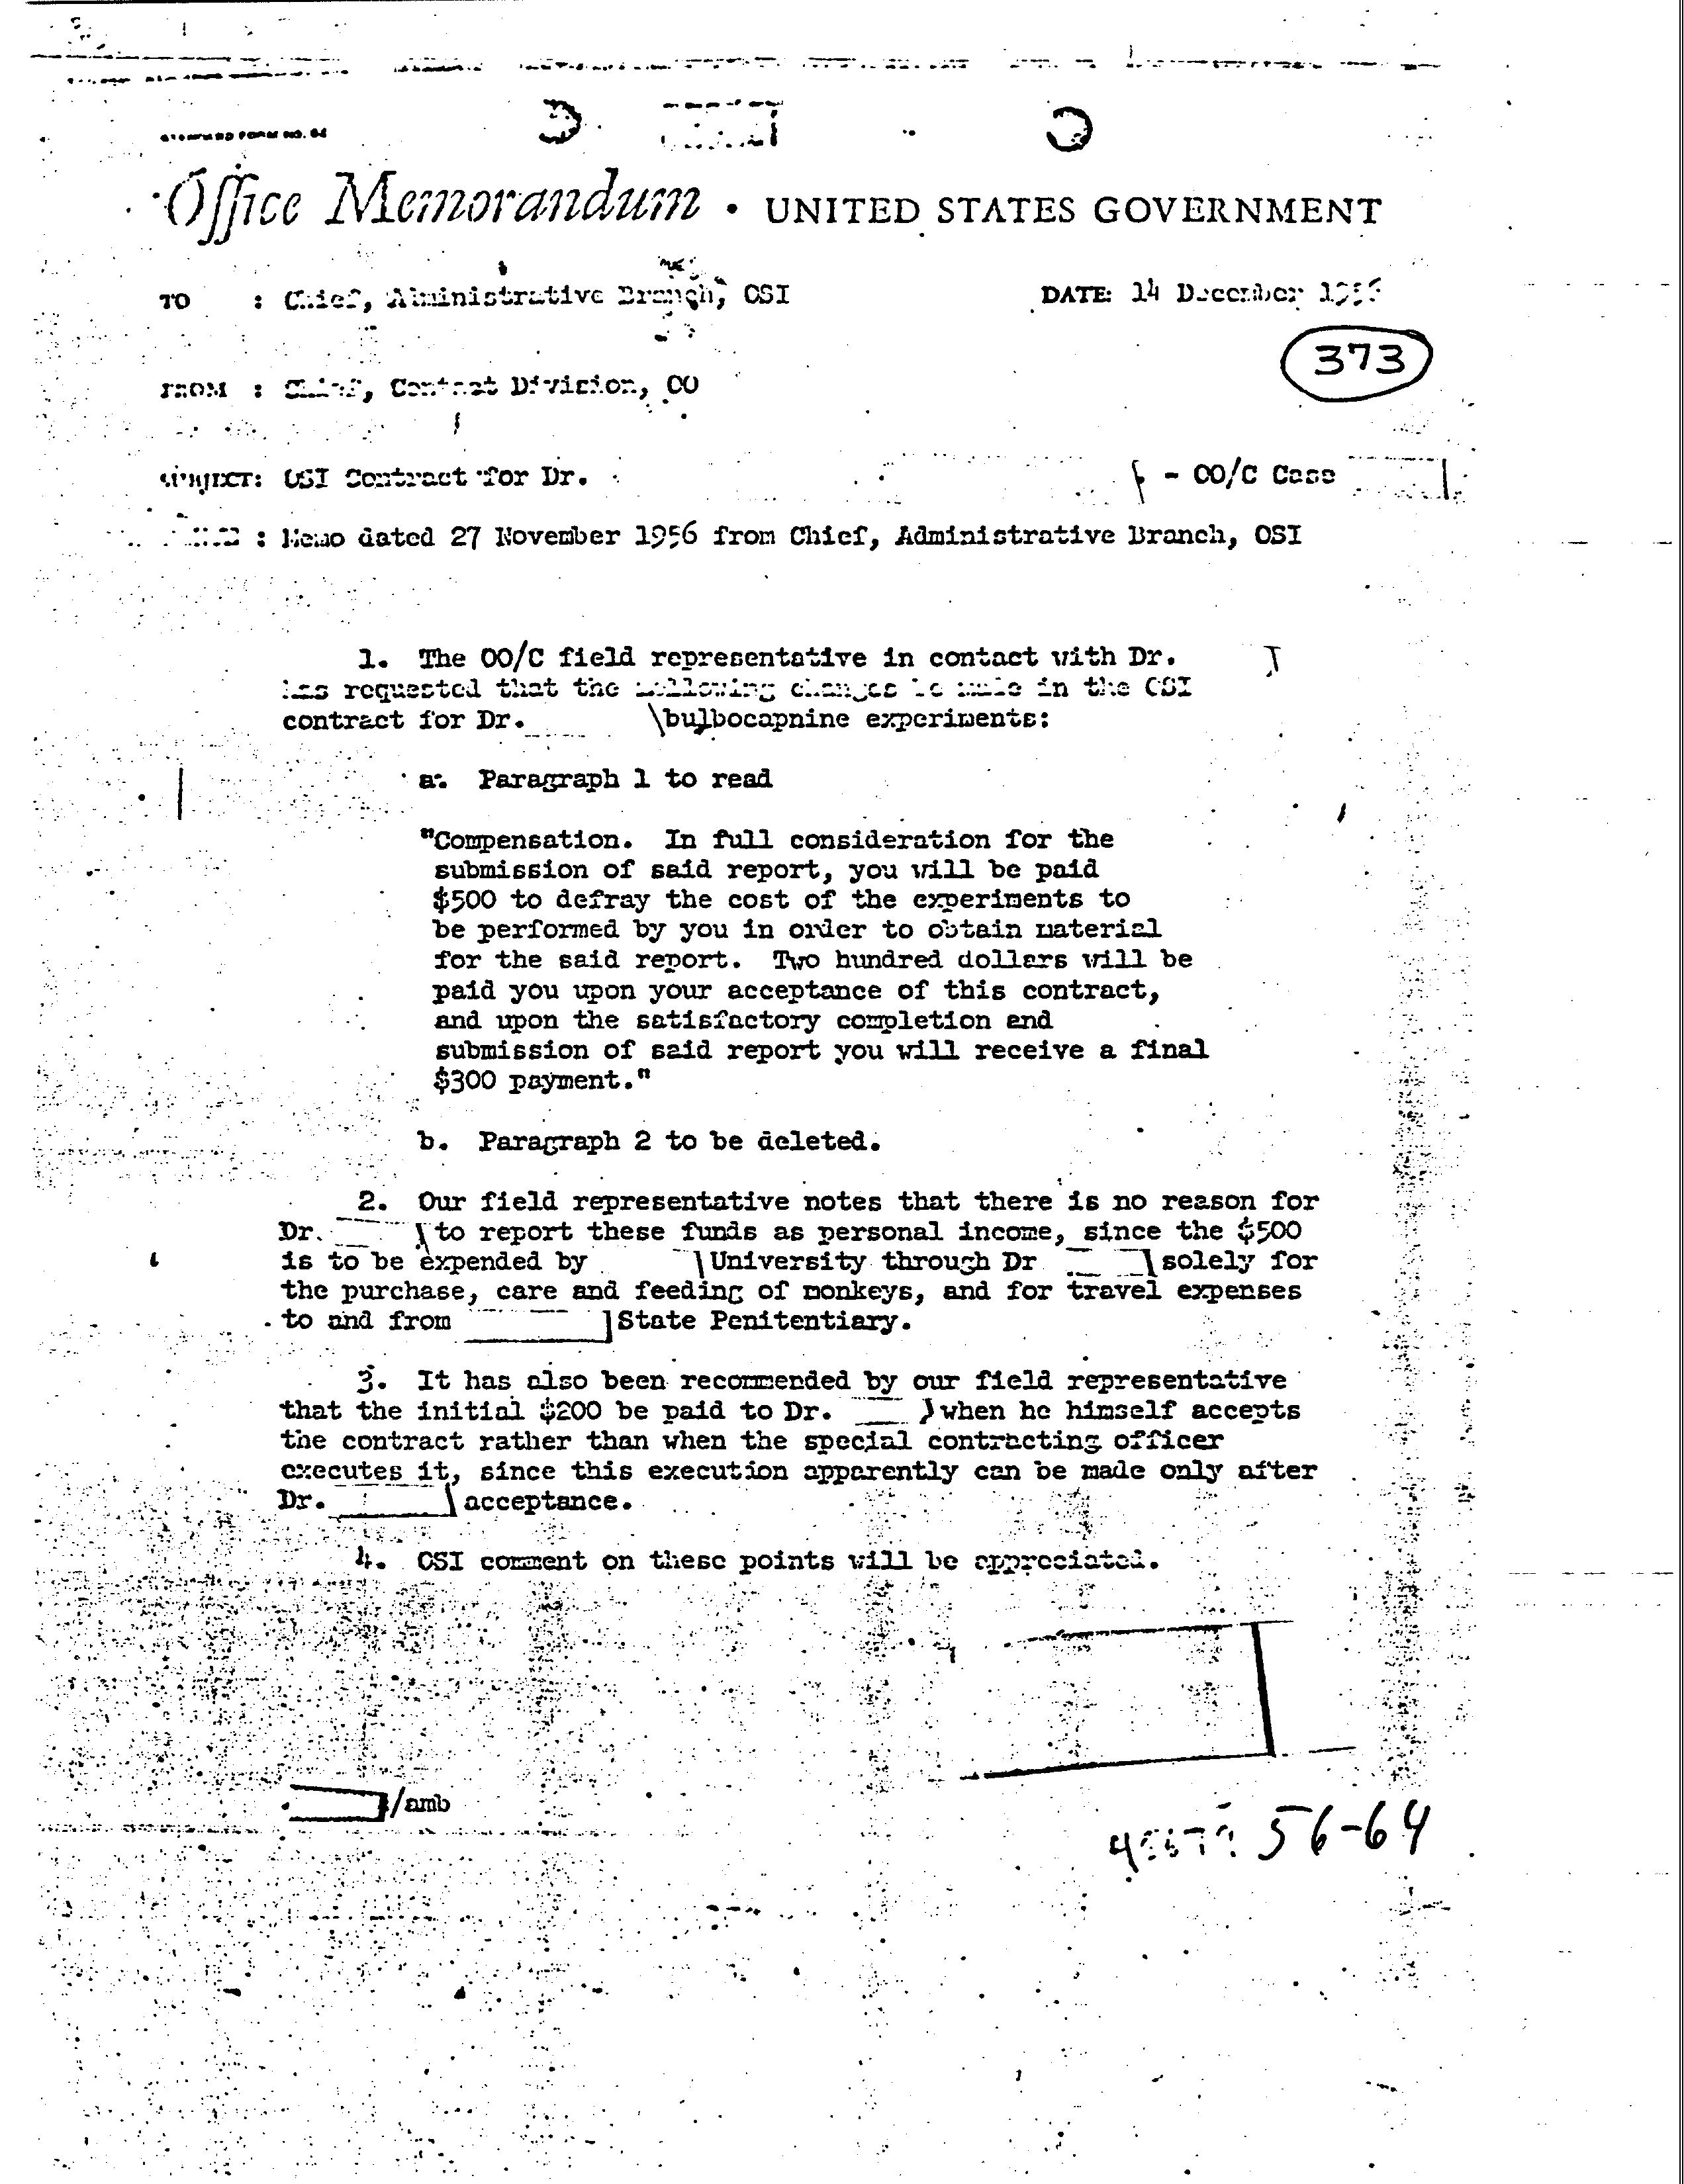 STANDARD FORM NO. 64
Office Memorandum • UNITED STATES GOVERNMENT
TO : Chief, Administrative Branch, OSI DATE: 14 December
373
FROM : Chief, Contact Division, OO
SUBJECT: OSI Contract for Dr. - OO/C Case
: Memo dated 27 November 1956 from Chief, Administrative Branch, OSI
1. The OO/C field representative in contact with Dr.
has requested that the following changes be made in the OSI
contract for Dr. bulbocapnine experiments:
a. Paragraph 1 to read
"Compensation. In full consideration for the
submission of said report, you will be paid
$500 to defray the cost of the experiments to
be performed by you in order to obtain material
for the said report. Two hundred dollars will be
paid you upon your acceptance of this contract,
and upon the satisfactory completion and
submission of said report you will receive a final
$300 payment."
b. Paragraph 2 to be deleted.
2. Our field representative notes that there is no reason for
Dr. to report these funds as personal income, since the $500
is to be expended by University through Dr solely for
the purchase, care and feeding of monkeys, and for travel expenses
to and from State Penitentiary.
3. It has also been recommended by our field representative
that the initial $200 be paid to Dr. when he himself accepts
the contract rather than when the special contracting officer
executes it, since this execution apparently can be made only after
Dr. acceptance.
4. OSI comment on these points will be appreciated.
/amb
56-64